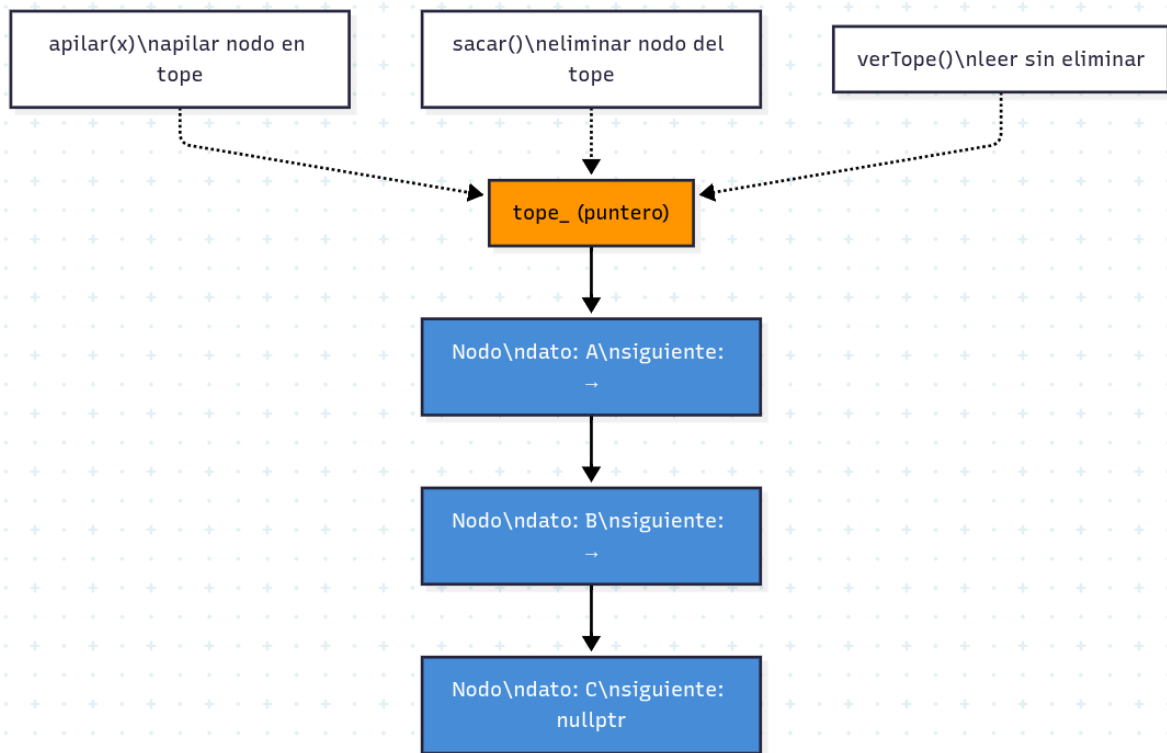 apilar(x)\napilar nodo en
tope
sacar()\neliminar nodo del
tope
verTope()\nleer sin eliminar
tope_ (puntero)
Nodo\ndato: A\nsiguiente:
→
Nodo\ndato: B\nsiguiente:
→
Nodo\ndato: C\nsiguiente:
nullptr